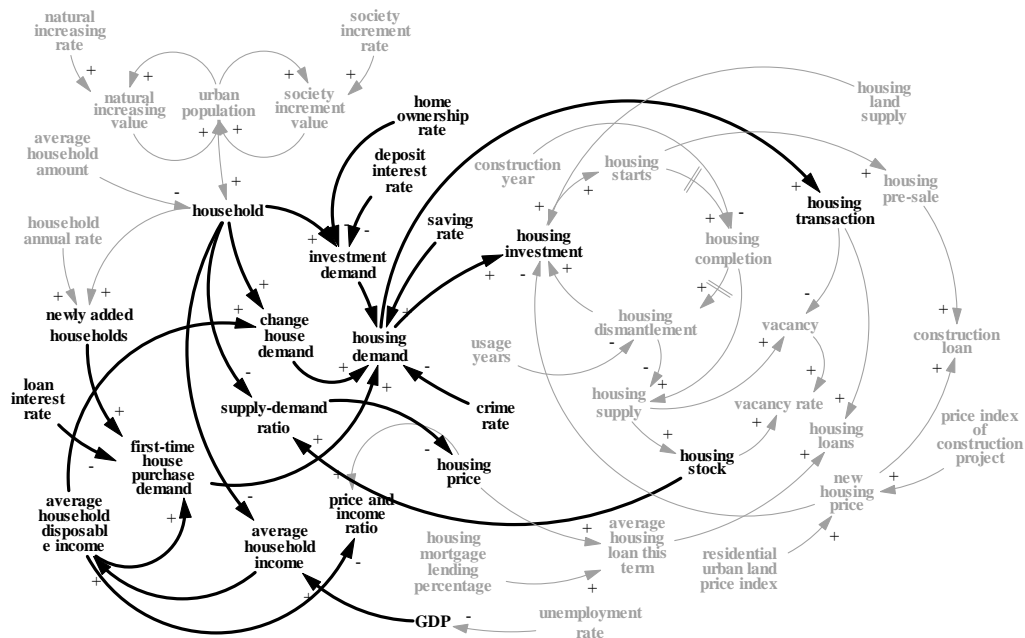 natural
increasing
rate
society
increment
rate
natural
increasing
value
urban
population
society
increment
value
home
ownership
rate
housing
land
supply
average
household
amount
deposit
interest
rate
construction
year
housing
starts
housing
pre-sale
household
annual rate
household
saving
rate
housing
transaction
housing
investment
housing
completion
investment
demand
newly added
households
change
house
demand
housing
demand
housing
dismantlement
vacancy
construction
loan
usage
years
loan
interest
rate
supply-demand
ratio
crime
rate
housing
supply
vacancy rate
price index
of
construction
project
first-time
house
purchase
demand
housing
price
housing
stock
housing
loans
new
housing
price
average
household
disposabl
e income
average
household
income
price and
income
ratio
housing
mortgage
lending
percentage
average
housing
loan this
term
residential
urban land
price index
GDP
unemployment
rate